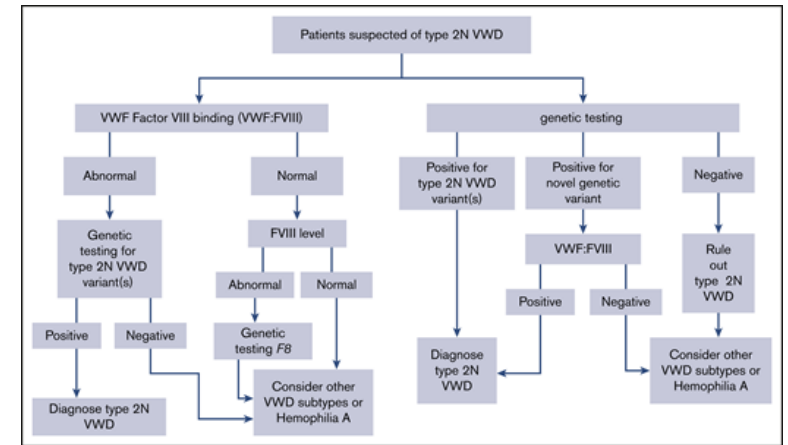 Patients suspected of type 2N VWD
VWF Factor VIII binding (VWF:FVIII)
genetic testing
Abnormal
Normal
Positive for
type 2N VWD
variant(s)
Positive for
novel genetic
variant
Negative
Genetic
testing for
type 2N VWD
variant(s)
FVIII level
VWF:FVIII
Rule
out
type 2N
VWD
Abnormal
Normal
Positive
Negative
Positive
Negative
Genetic
testing F8
Diagnose
type 2N
VWD
Consider other
VWD subtypes or
Hemophilia A
Diagnose type 2N
VWD
Consider other
VWD subtypes or
Hemophilia A